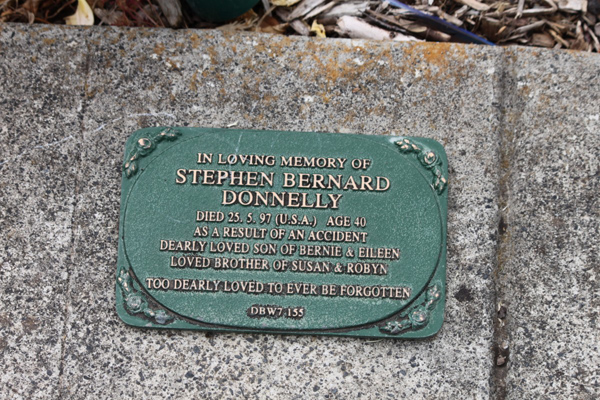 IN LOVING MEMORY OF
STEPHEN BERNARD
DONNELLY
DIED 25. 5. 97 (U.S.A.) AGE 40
AS A RESULT OF AN ACCIDENT
DEARLY LOVED SON OF BERNIE & EILEEN
LOVED BROTHER OF SUSAN & ROBYN
TOO DEARLY LOVED TO EVER BE FORGOTTEN
DBW7 155